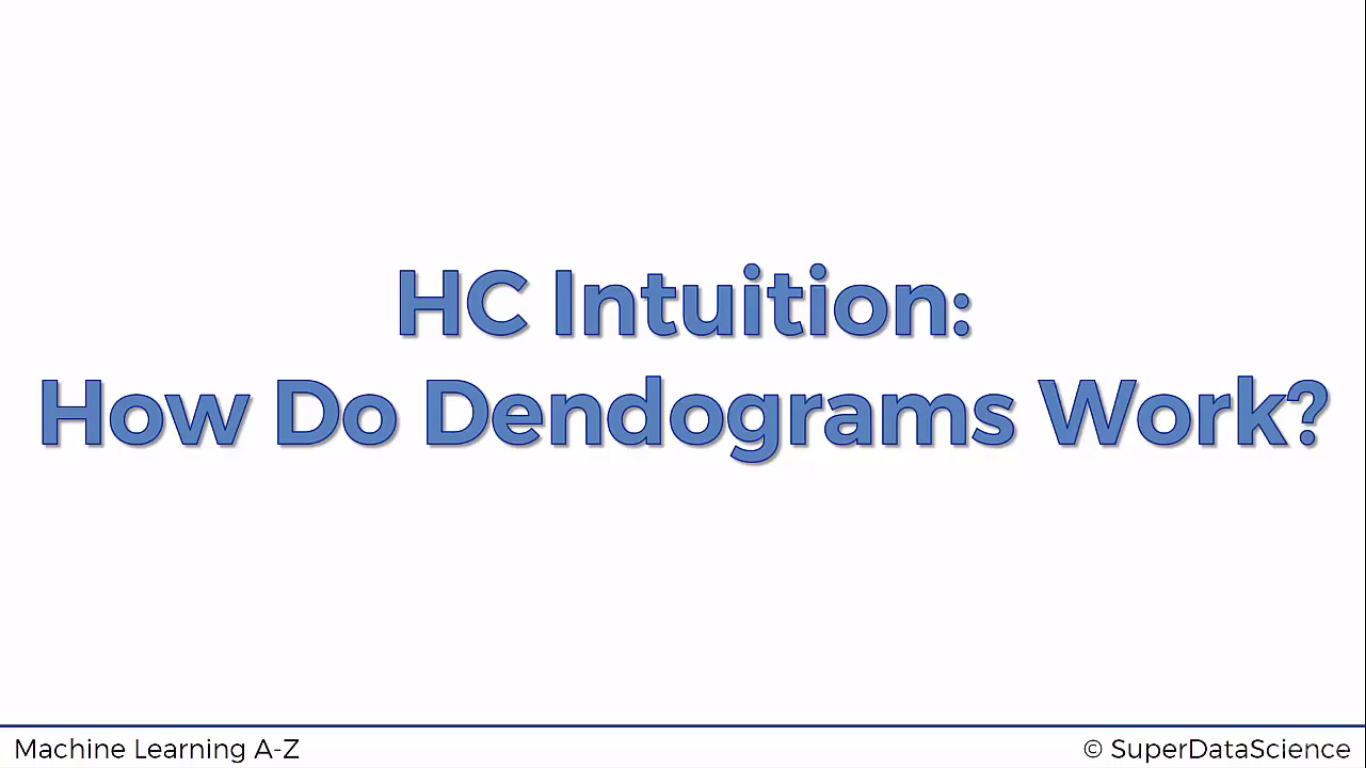 HC Intuition:
How Do Dendograms Work?
Machine Learning A-Z
© SuperDataScience